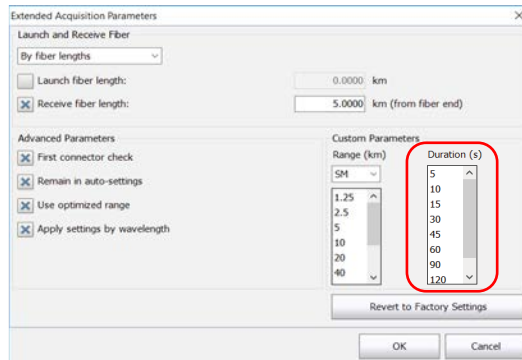 Extended Acquisition Parameters
Launch and Receive Fiber
By fiber lengths
Launch fiber length: 0.0000 km
Receive fiber length: 5.0000 km (from fiber end)
Advanced Parameters
First connector check
Remain in auto-settings
Use optimized range
Apply settings by wavelength
Custom Parameters
Range (km)
SM
1.25
2.5
5
10
20
40
Duration (s)
5
10
15
30
45
60
90
120
Revert to Factory Settings
OK
Cancel